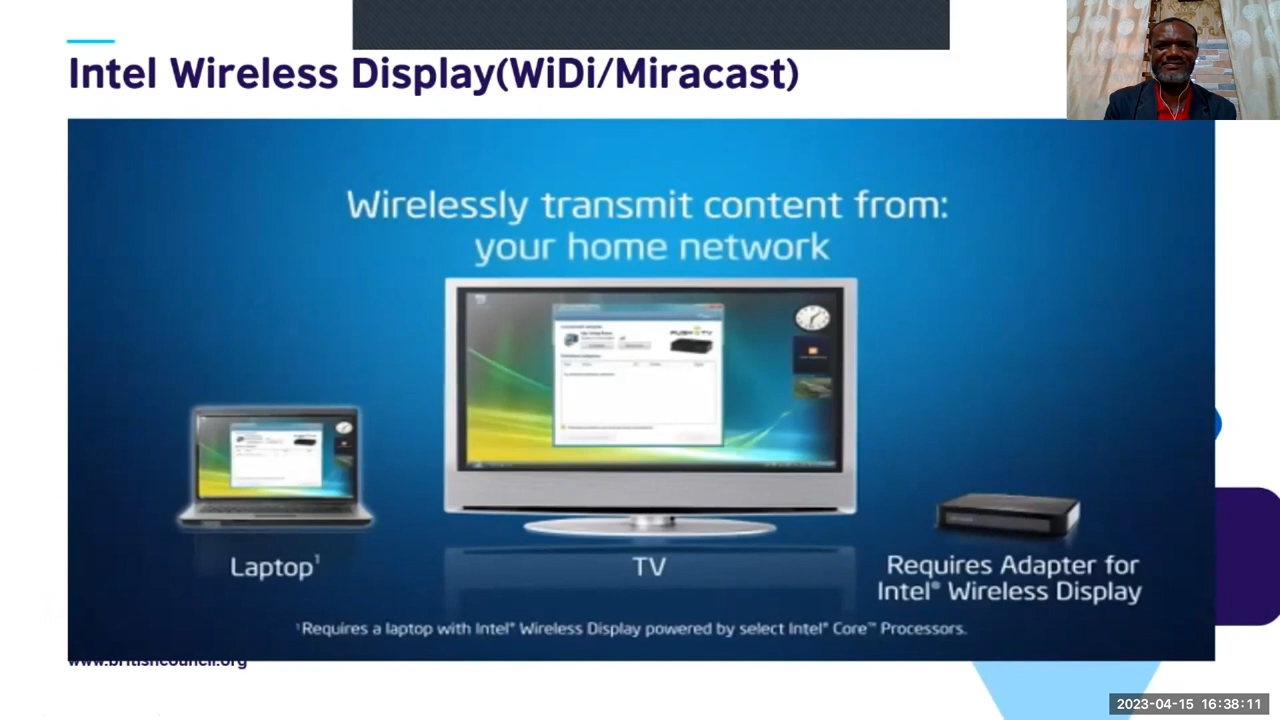 Intel Wireless Display(WiDi/Miracast)
Wirelessly transmit content from:
your home network
Laptop¹
TV
Requires Adapter for
Intel® Wireless Display
¹Requires a laptop with Intel® Wireless Display powered by select Intel® Core™ Processors.
www.britishcouncil.org
2023-04-15 16:38:11